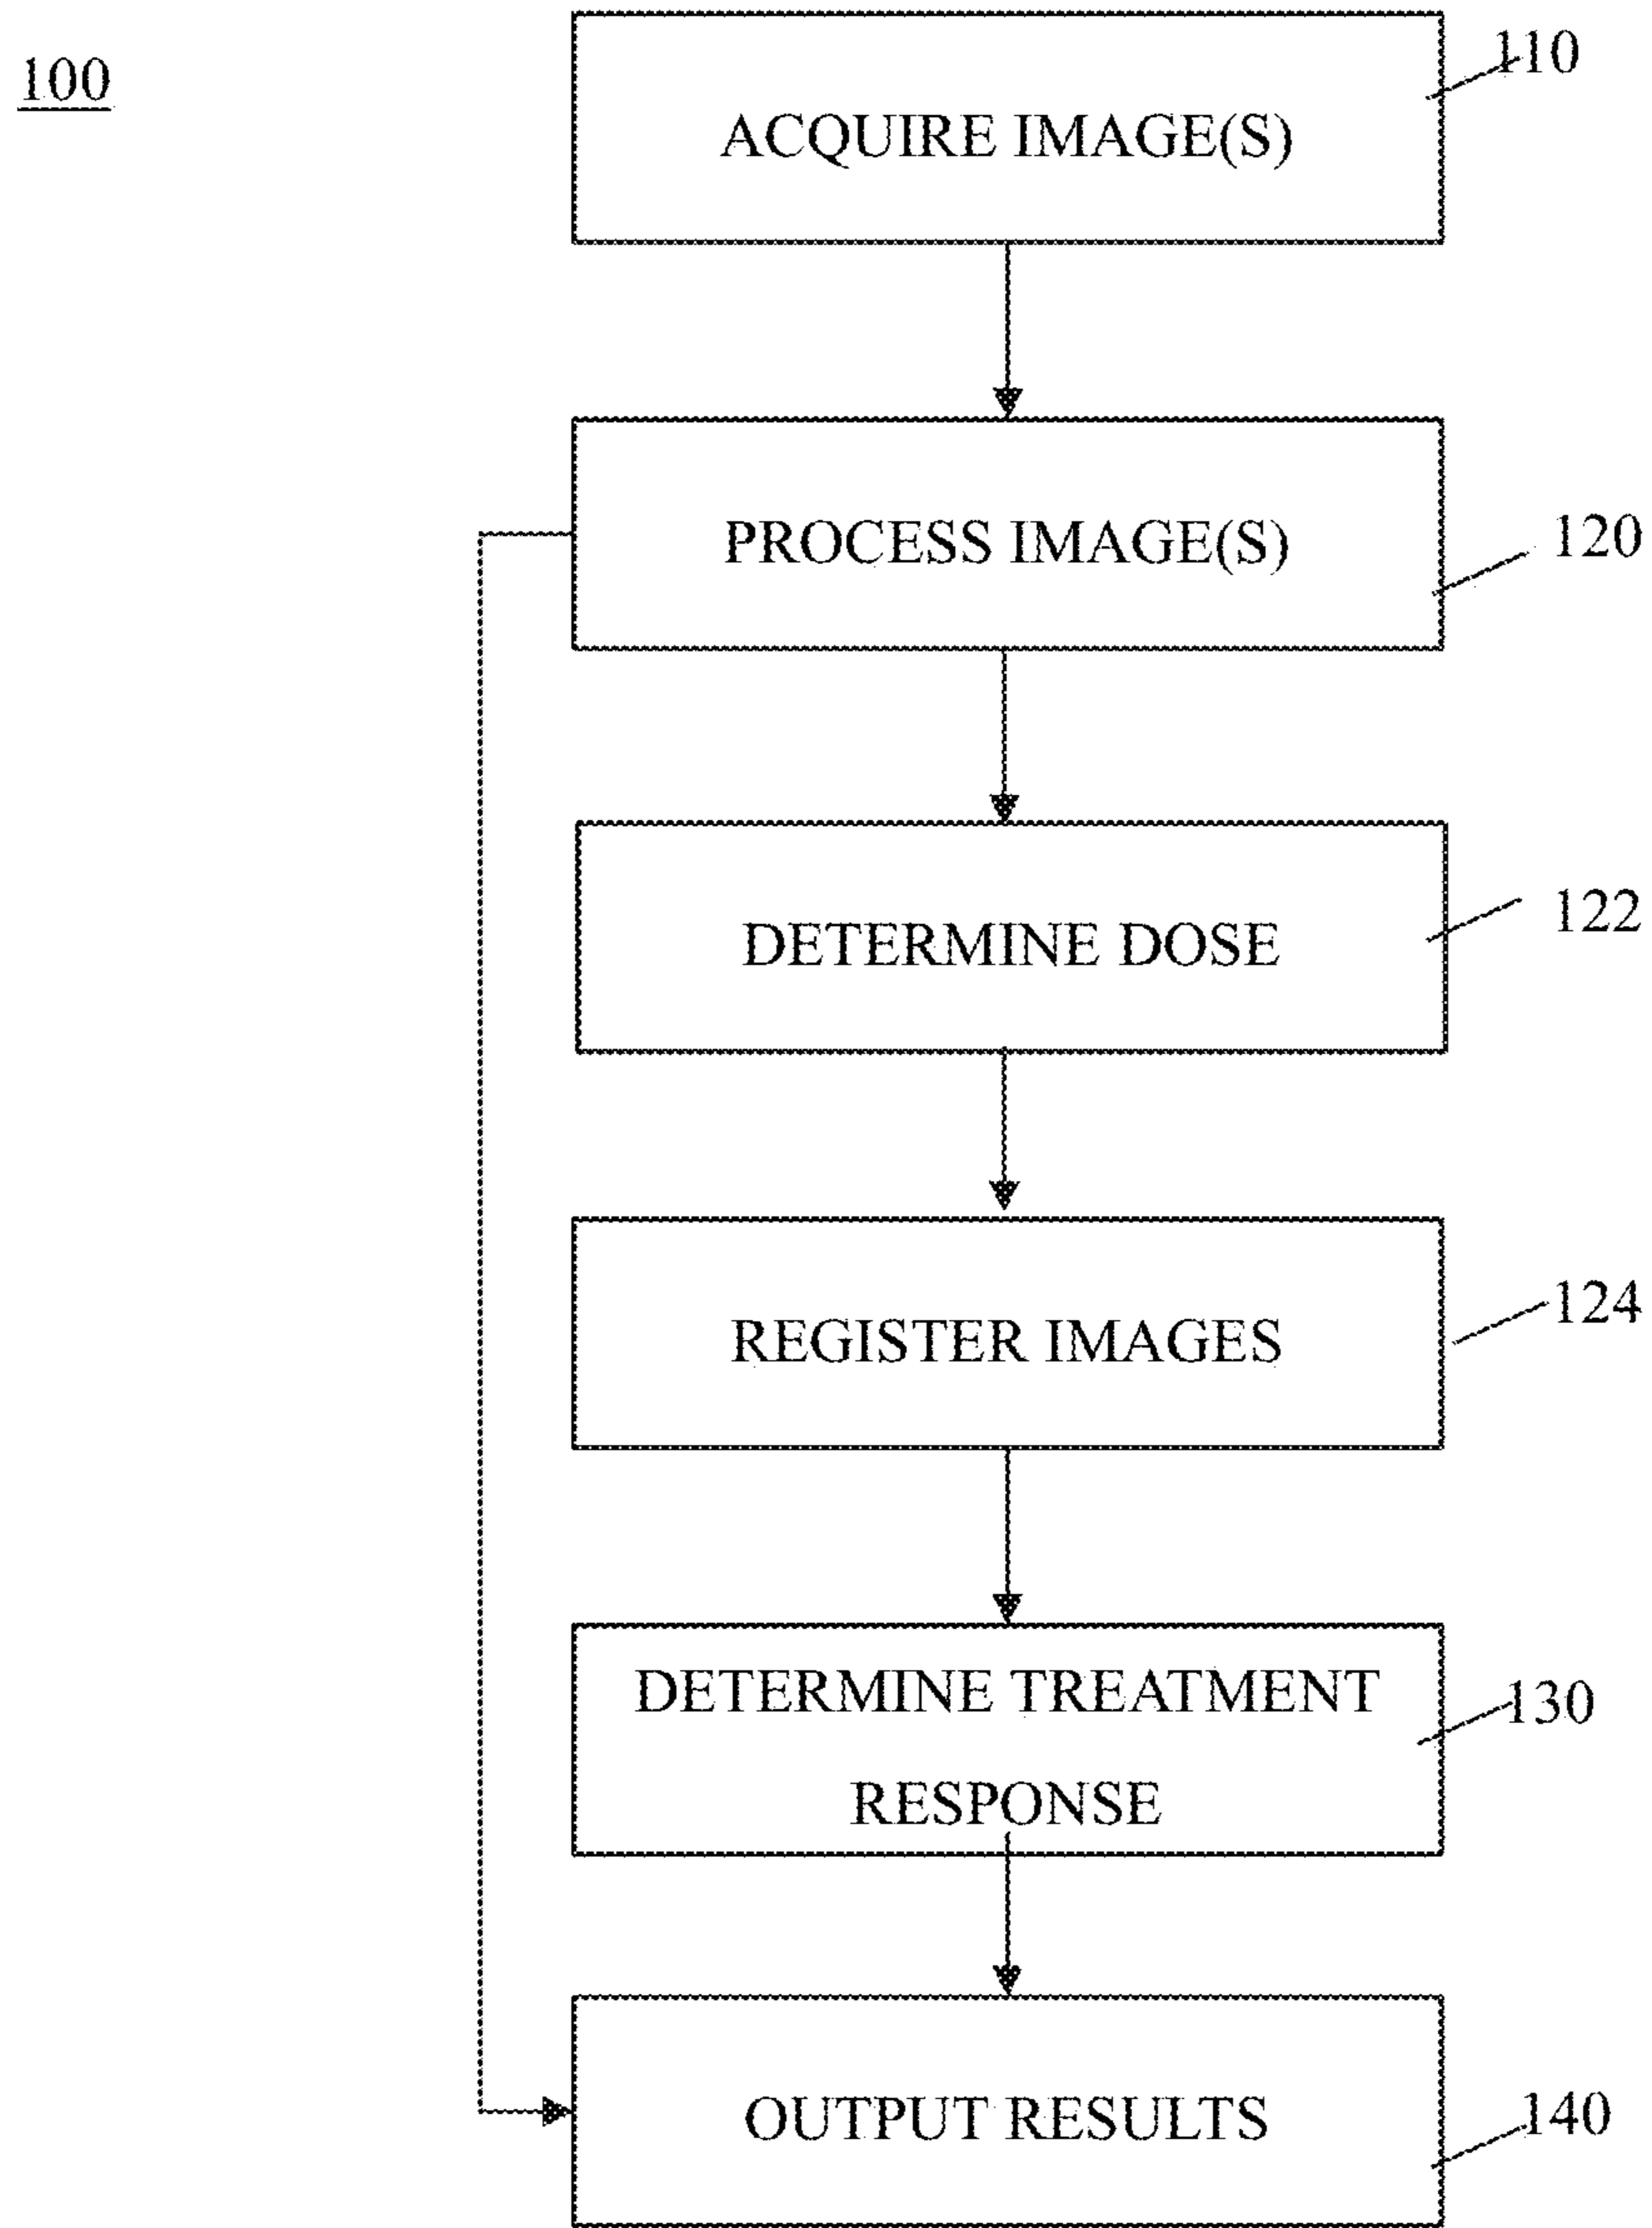 100
110
ACQUIRE IMAGE(S)
PROCESS IMAGE(S)
120
DETERMINE DOSE
122
REGISTER IMAGES
124
DETERMINE TREATMENT
RESPONSE
130
OUTPUT RESULTS
140